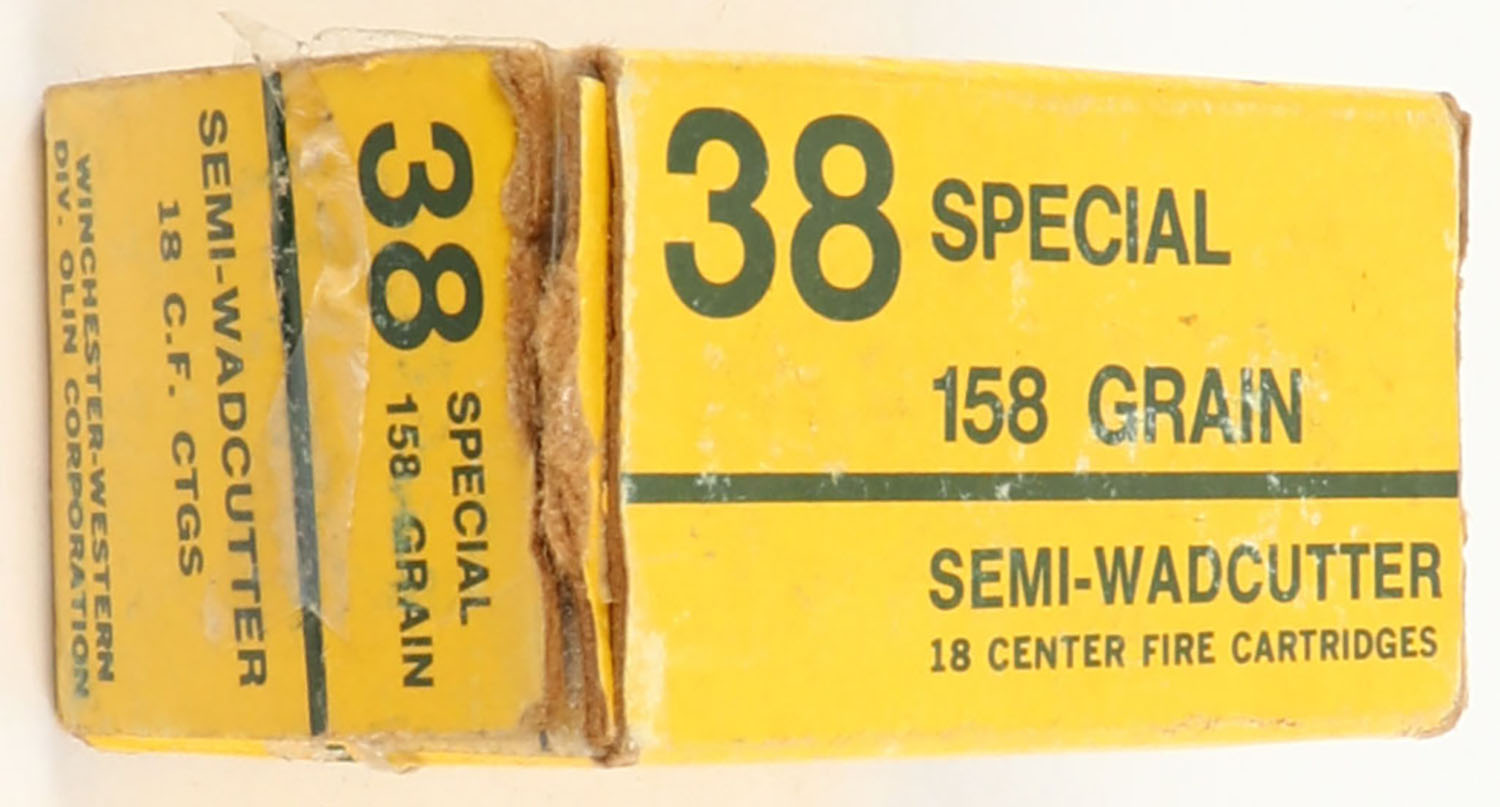 38 SPECIAL
158 GRAIN
SEMI-WADCUTTER
18 CENTER FIRE CARTRIDGES
38 SPECIAL
158 GRAIN
SEMI-WADCUTTER
18 C.F. CTGS
WINCHESTER-WESTERN
DIV. OLIN CORPORATION